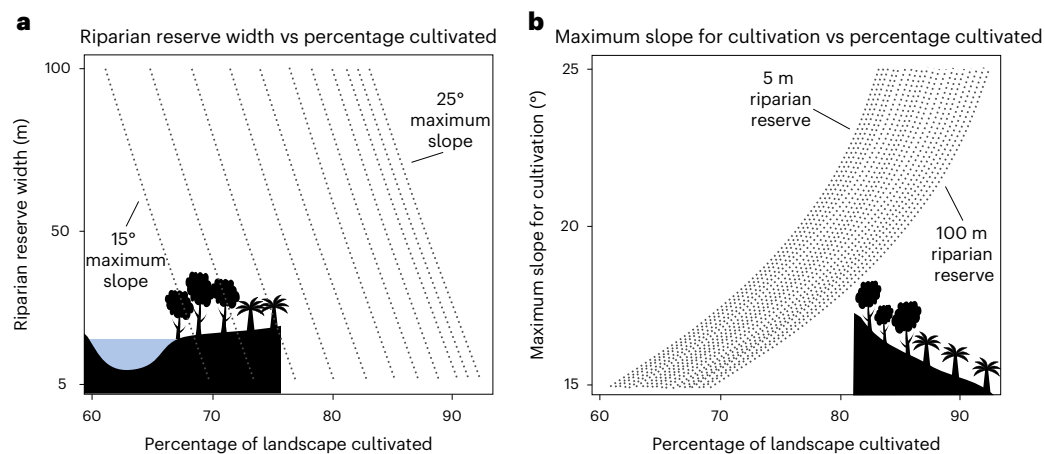 a
Riparian reserve width vs percentage cultivated
Riparian reserve width (m)
100
50
5
25°
maximum
slope
15°
maximum
slope
60
70
80
90
Percentage of landscape cultivated
b
Maximum slope for cultivation vs percentage cultivated
Maximum slope for cultivation (°)
25
20
15
5 m
riparian
reserve
100 m
riparian
reserve
60
70
80
90
Percentage of landscape cultivated